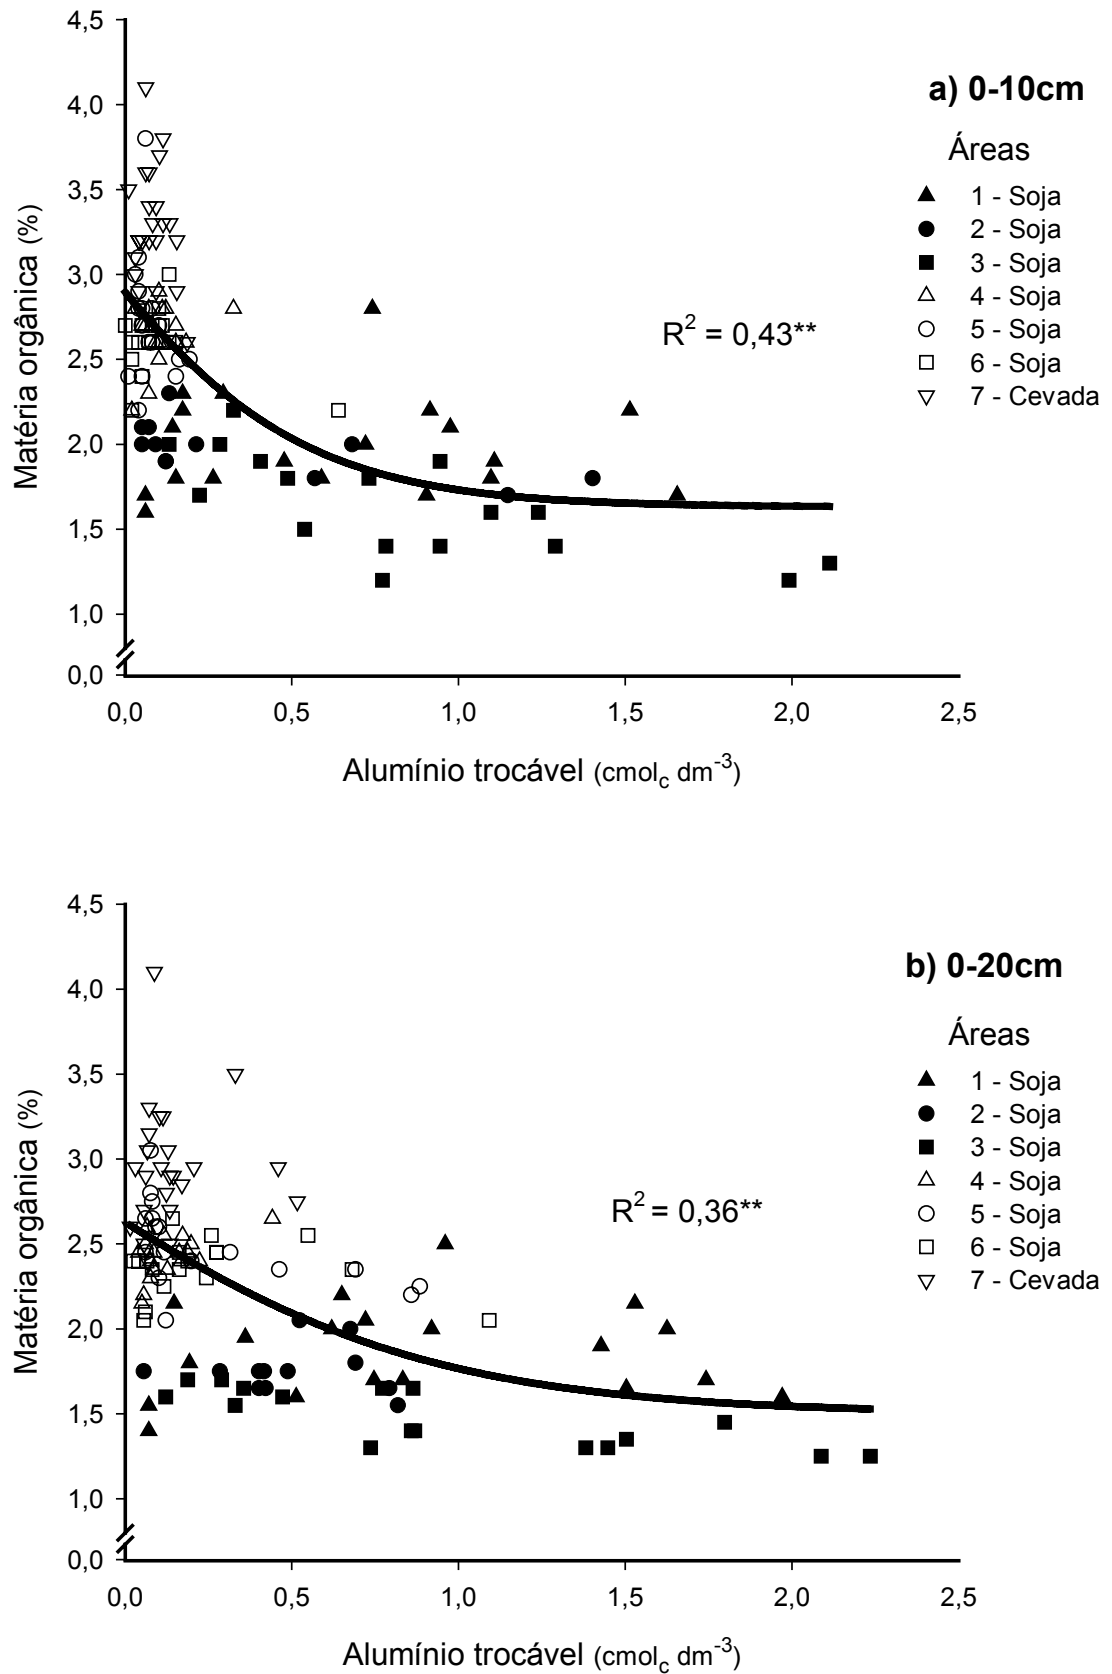 a) 0-10cm
Áreas
1 - Soja
2 - Soja
3 - Soja
4 - Soja
5 - Soja
6 - Soja
7 - Cevada
R² = 0,43**
Matéria orgânica (%)
4,5
4,0
3,5
3,0
2,5
2,0
1,5
1,0
0,0
0,0 0,5 1,0 1,5 2,0 2,5
Alumínio trocável (cmol_c dm⁻³)
b) 0-20cm
Áreas
1 - Soja
2 - Soja
3 - Soja
4 - Soja
5 - Soja
6 - Soja
7 - Cevada
R² = 0,36**
Matéria orgânica (%)
4,5
4,0
3,5
3,0
2,5
2,0
1,5
1,0
0,0
0,0 0,5 1,0 1,5 2,0 2,5
Alumínio trocável (cmol_c dm⁻³)